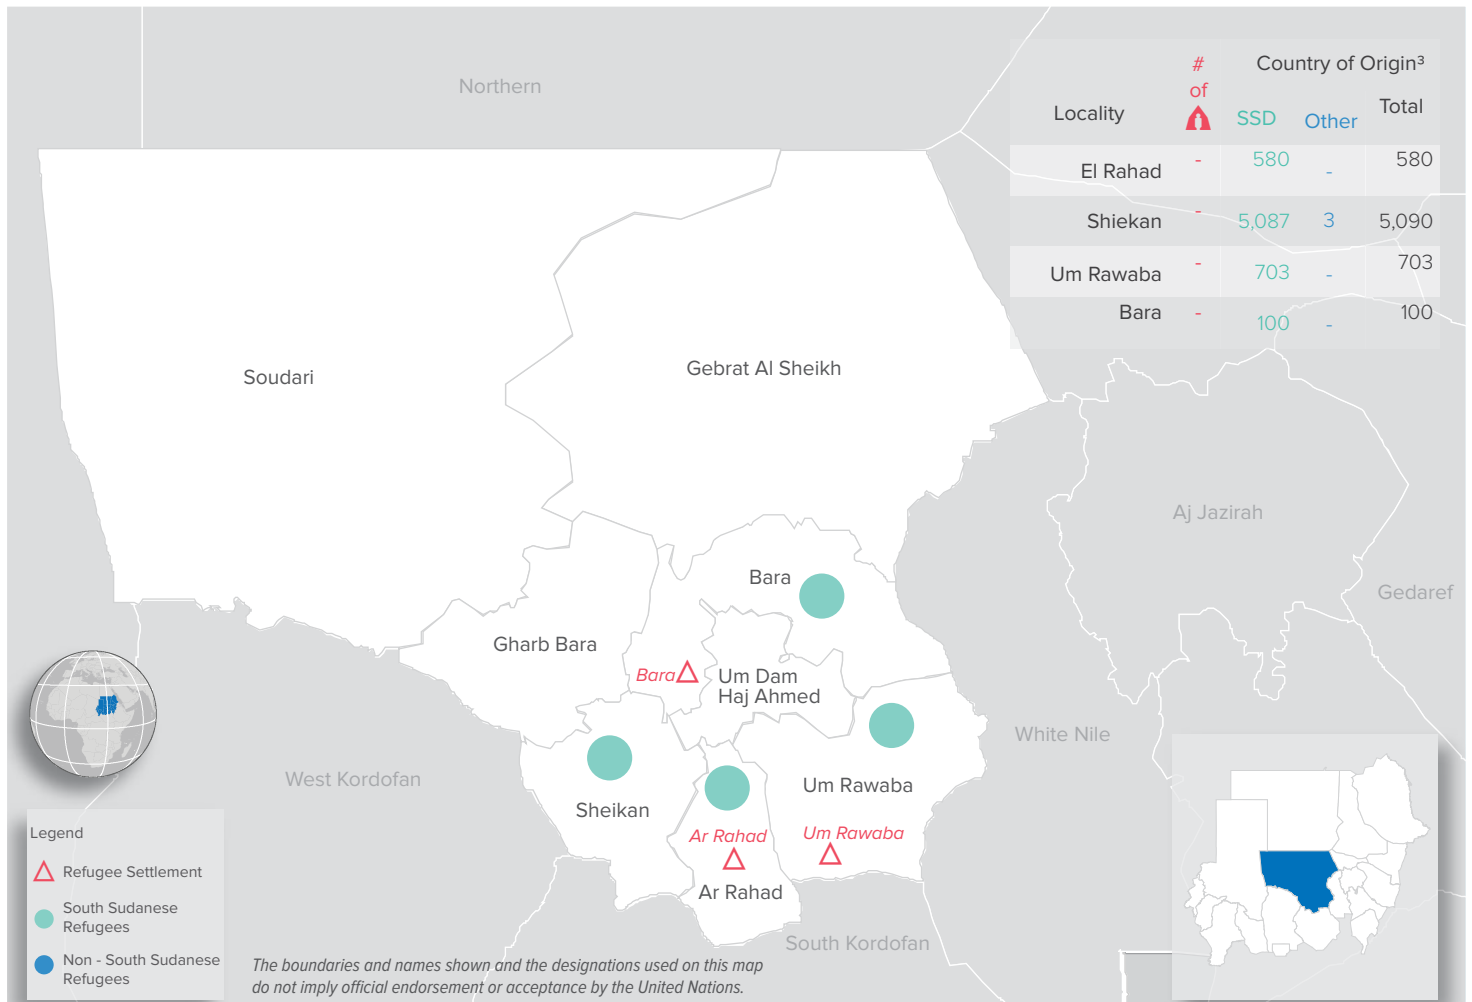 Northern
# of
Country of Origin³
Locality
SSD
Other
Total
El Rahad - 580 - 580
Shiekan - 5,087 3 5,090
Um Rawaba - 703 - 703
Bara - 100 - 100
Soudari
Gebrat Al Sheikh
Aj Jazirah
Bara
Gedaref
Gharb Bara
Bara
Um Dam
Haj Ahmed
White Nile
West Kordofan
Um Rawaba
Sheikan
Ar Rahad
Um Rawaba
Ar Rahad
South Kordofan
Legend
Refugee Settlement
South Sudanese
Refugees
Non - South Sudanese
Refugees
The boundaries and names shown and the designations used on this map
do not imply official endorsement or acceptance by the United Nations.